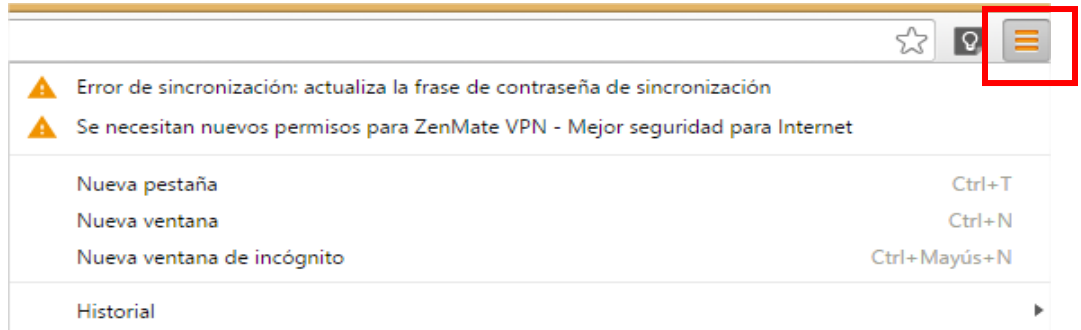 Error de sincronización: actualiza la frase de contraseña de sincronización
Se necesitan nuevos permisos para ZenMate VPN - Mejor seguridad para Internet
Nueva pestaña Ctrl+T
Nueva ventana Ctrl+N
Nueva ventana de incógnito Ctrl+Mayús+N
Historial